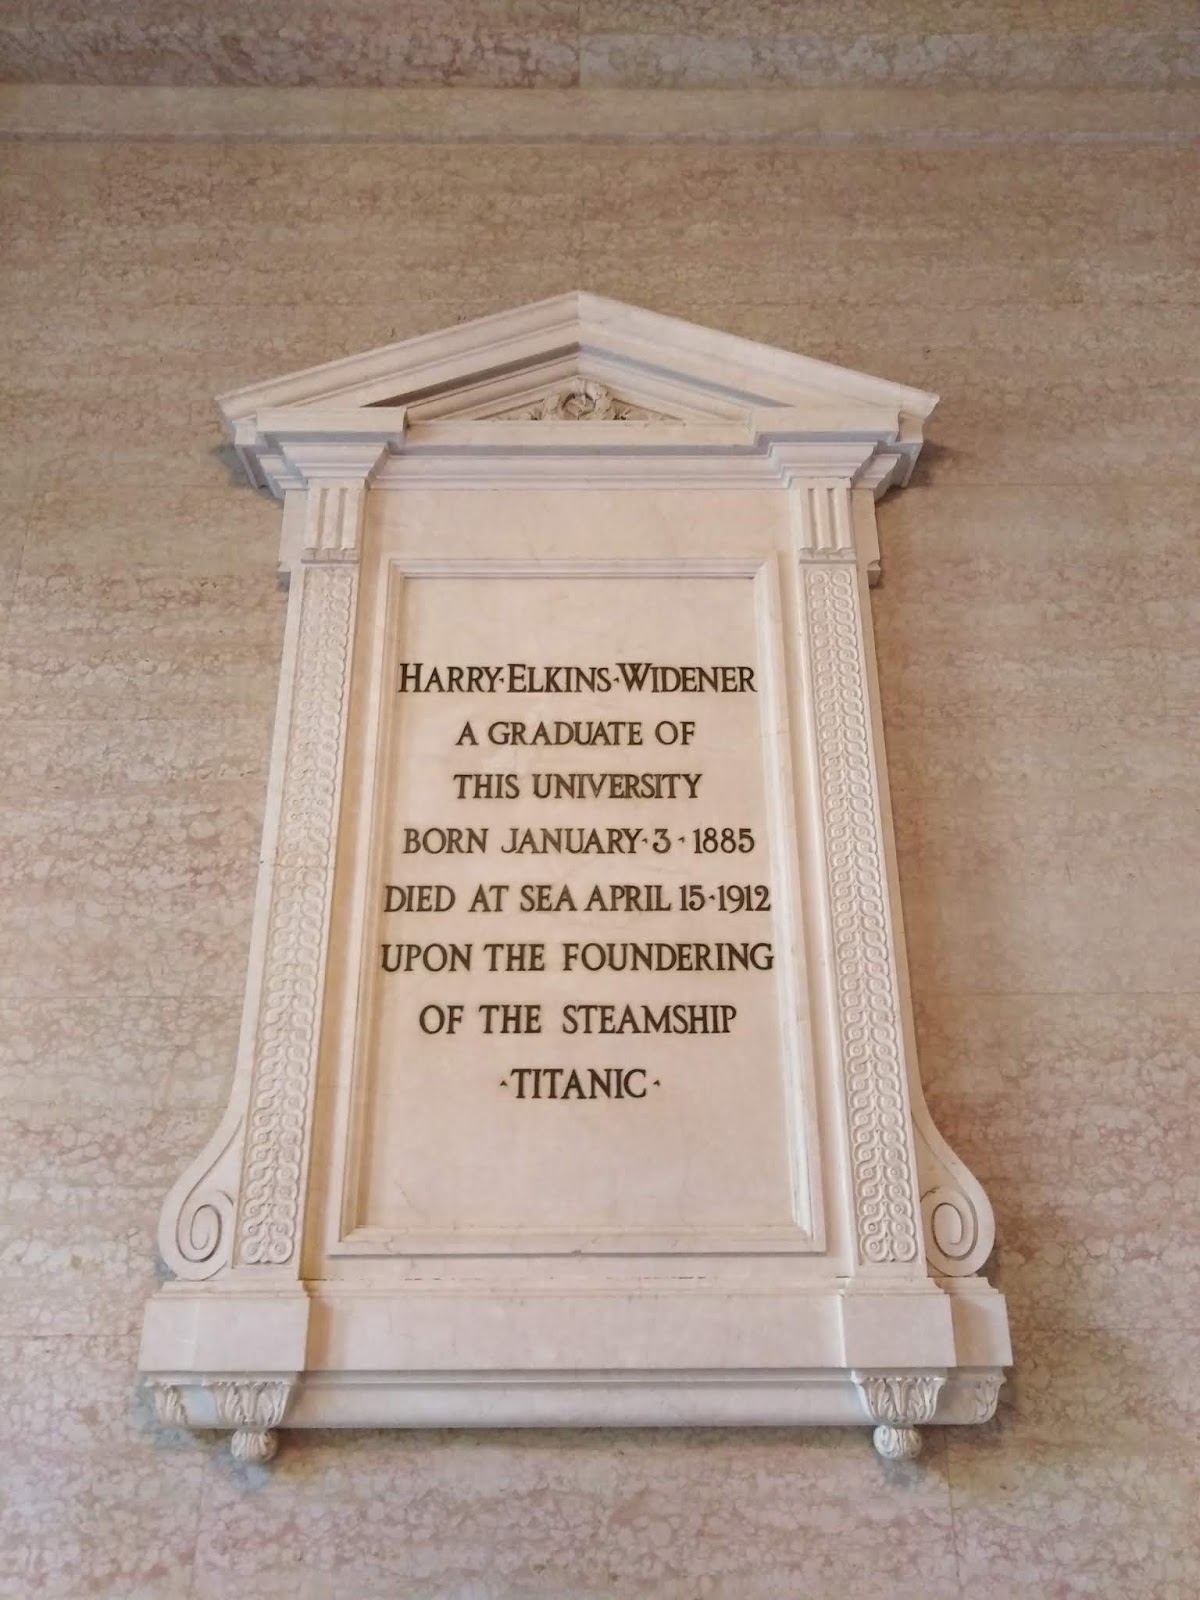 HARRY·ELKINS·WIDENER
A GRADUATE OF
THIS UNIVERSITY
BORN JANUARY·3·1885
DIED AT SEA APRIL 15·1912
UPON THE FOUNDERING
OF THE STEAMSHIP
·TITANIC·